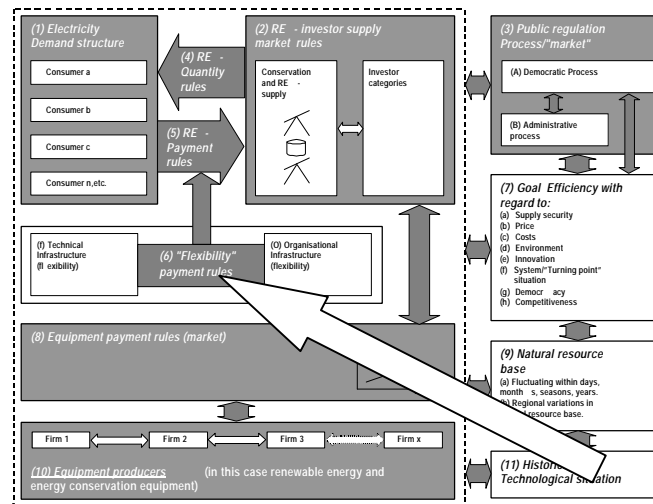 (1) Electricity
Demand structure
Consumer a
Consumer b
Consumer c
Consumer n,etc.
(4) RE - Quantity
rules
(5) RE -
Payment
rules
(2) RE - investor supply
market rules
Conservation
and RE -
supply
Investor
categories
(3) Public regulation
Process/"market"
(A) Democratic Process
(B) Administrative
process
(f) Technical
Infrastructure
(fl exibility)
(6) "Flexibility"
payment rules
(O) Organisational
Infrastructure
(flexibility)
(7) Goal Efficiency with
regard to:
(a) Supply security
(b) Price
(c) Costs
(d) Environment
(e) Innovation
(f) System/"Turning point"
situation
(g) Democr acy
(h) Competitiveness
(8) Equipment payment rules (market)
(9) Natural resource
base
(a) Fluctuating within days,
month s, seasons, years.
Regional variations in
resource base.
Firm 1
Firm 2
Firm 3
Firm x
(10) Equipment producers (in this case renewable energy and
energy conservation equipment)
(11)
Technological